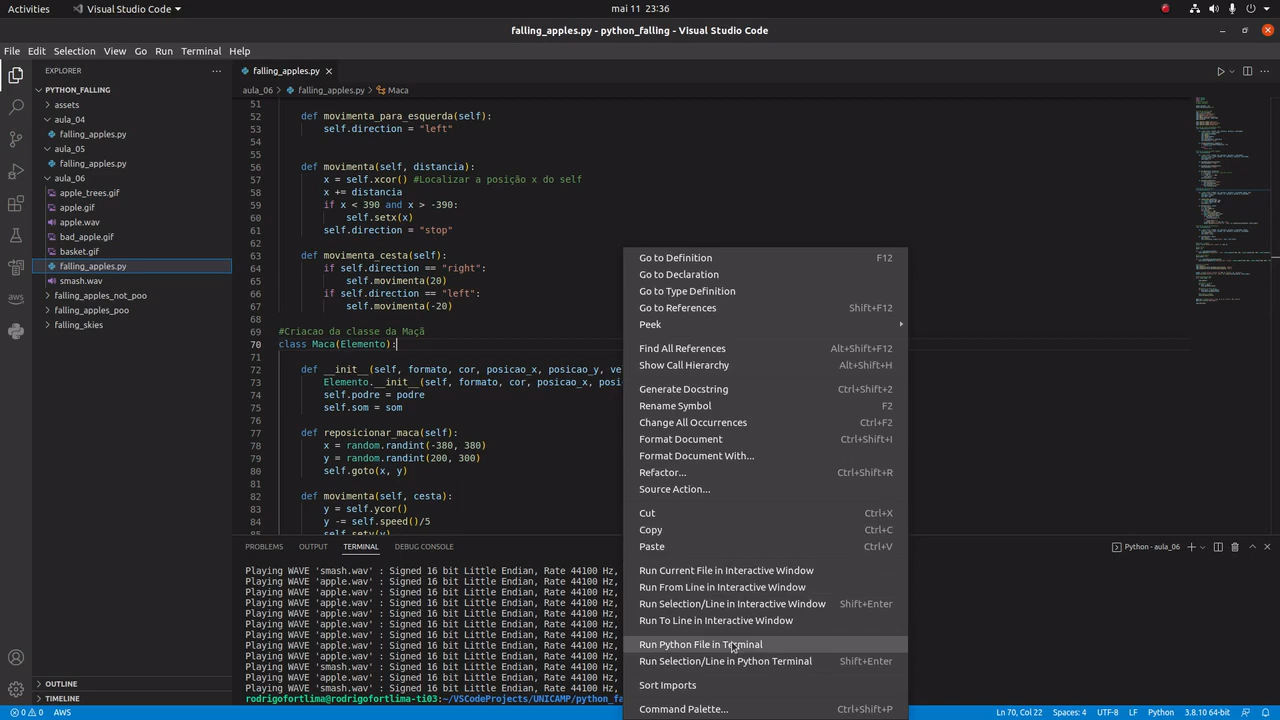 Activities
Visual Studio Code
mai 11 23:36
falling_apples.py - python_falling - Visual Studio Code
File Edit Selection View Go Run Terminal Help
EXPLORER
PYTHON_FALLING
assets
aula_04
falling_apples.py
aula_05
falling_apples.py
aula_06
apple_trees.gif
apple.gif
apple.wav
bad_apple.gif
basket.gif
falling_apples.py
smash.wav
falling_apples_not_poo
falling_apples_poo
falling_skies
OUTLINE
TIMELINE
aws
falling_apples.py
aula_06 > falling_apples.py > Maca
51
52 def movimenta_para_esquerda(self):
53 self.direction = "left"
54
55
56 def movimenta(self, distancia):
57 x = self.xcor() #Localizar a posição x do self
58 x += distancia
59 if x < 390 and x > -390:
60 self.setx(x)
61 self.direction = "stop"
62
63 def movimenta_cesta(self):
64 if self.direction == "right":
65 self.movimenta(20)
66 if self.direction == "left":
67 self.movimenta(-20)
68
69 #Criacao da classe da Maçã
70 class Maca(Elemento):
71
72 def __init__(self, formato, cor, posicao_x, posicao_y, ve
73 Elemento.__init__(self, formato, cor, posicao_x, posi
74 self.podre = podre
75 self.som = som
76
77 def reposicionar_maca(self):
78 x = random.randint(-380, 380)
79 y = random.randint(200, 300)
80 self.goto(x, y)
81
82 def movimenta(self, cesta):
83 y = self.ycor()
84 y -= self.speed()/5
85 self.sety(y)
Go to Definition F12
Go to Declaration
Go to Type Definition
Go to References Shift+F12
Peek
Find All References Alt+Shift+F12
Show Call Hierarchy Alt+Shift+H
Generate Docstring Ctrl+Shift+2
Rename Symbol F2
Change All Occurrences Ctrl+F2
Format Document Ctrl+Shift+I
Format Document With...
Refactor... Ctrl+Shift+R
Source Action...
Cut Ctrl+X
Copy Ctrl+C
Paste Ctrl+V
Run Current File in Interactive Window
Run From Line in Interactive Window
Run Selection/Line in Interactive Window Shift+Enter
Run To Line in Interactive Window
Run Python File in Terminal
Run Selection/Line in Python Terminal Shift+Enter
Sort Imports
Command Palette... Ctrl+Shift+P
PROBLEMS OUTPUT TERMINAL DEBUG CONSOLE
Python - aula_06
Playing WAVE 'smash.wav' : Signed 16 bit Little Endian, Rate 44100 Hz,
Playing WAVE 'apple.wav' : Signed 16 bit Little Endian, Rate 44100 Hz,
Playing WAVE 'apple.wav' : Signed 16 bit Little Endian, Rate 44100 Hz,
Playing WAVE 'apple.wav' : Signed 16 bit Little Endian, Rate 44100 Hz,
Playing WAVE 'apple.wav' : Signed 16 bit Little Endian, Rate 44100 Hz,
Playing WAVE 'apple.wav' : Signed 16 bit Little Endian, Rate 44100 Hz,
Playing WAVE 'apple.wav' : Signed 16 bit Little Endian, Rate 44100 Hz,
Playing WAVE 'smash.wav' : Signed 16 bit Little Endian, Rate 44100 Hz,
Playing WAVE 'apple.wav' : Signed 16 bit Little Endian, Rate 44100 Hz,
Playing WAVE 'smash.wav' : Signed 16 bit Little Endian, Rate 44100 Hz,
Playing WAVE 'apple.wav' : Signed 16 bit Little Endian, Rate 44100 Hz,
Playing WAVE 'smash.wav' : Signed 16 bit Little Endian, Rate 44100 Hz,
rodrigofortlima@rodrigofortlima-ti03:~/VSCodeProjects/UNICAMP/python_fa
0 0 AWS
Ln 70, Col 22 Spaces: 4 UTF-8 LF Python 3.8.10 64-bit